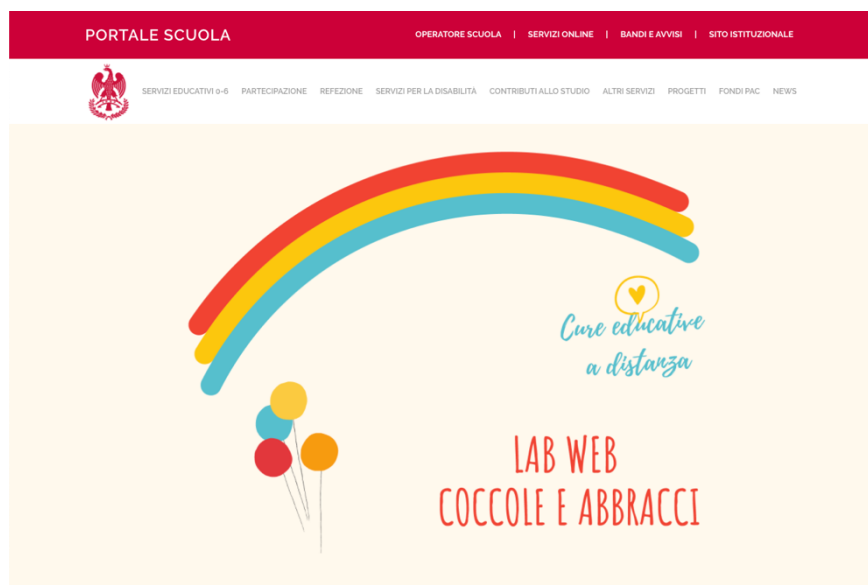 PORTALE SCUOLA
OPERATORE SCUOLA | SERVIZI ONLINE | BANDI E AVVISI | SITO ISTITUZIONALE
SERVIZI EDUCATIVI 0-6 PARTECIPAZIONE REFEZIONE SERVIZI PER LA DISABILITÀ CONTRIBUTI ALLO STUDIO ALTRI SERVIZI PROGETTI FONDI PAC NEWS
Cure educative
a distanza
LAB WEB
COCCOLE E ABBRACCI